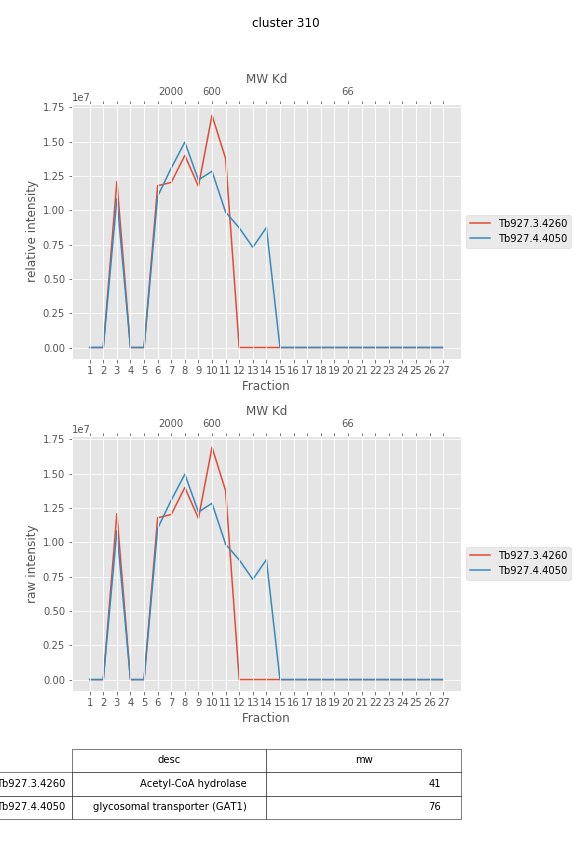 cluster 310
MW Kd
2000 600 66
1e7
1.75
1.50
1.25
1.00
0.75
0.50
0.25
0.00
relative intensity
Tb927.3.4260
Tb927.4.4050
1 2 3 4 5 6 7 8 9 10 11 12 13 14 15 16 17 18 19 20 21 22 23 24 25 26 27
Fraction
MW Kd
2000 600 66
1e7
1.75
1.50
1.25
1.00
0.75
0.50
0.25
0.00
raw intensity
Tb927.3.4260
Tb927.4.4050
1 2 3 4 5 6 7 8 9 10 11 12 13 14 15 16 17 18 19 20 21 22 23 24 25 26 27
Fraction
desc mw
Tb927.3.4260 Acetyl-CoA hydrolase 41
Tb927.4.4050 glycosomal transporter (GAT1) 76